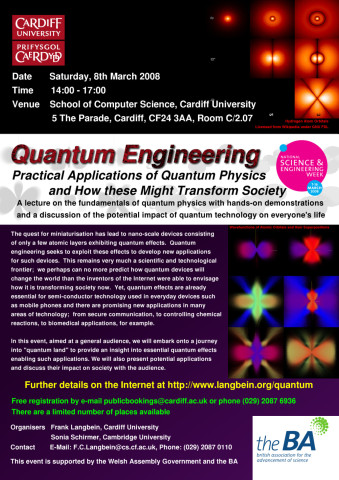 CARDIFF
UNIVERSITY
PRIFYSGOL
CAERDYDD
Date Saturday, 8th March 2008
Time 14:00 - 17:00
Venue School of Computer Science, Cardiff University
5 The Parade, Cardiff, CF24 3AA, Room C/2.07
Quantum Engineering
Practical Applications of Quantum Physics
and How these Might Transform Society
NATIONAL
SCIENCE &
ENGINEERING
WEEK
A lecture on the fundamentals of quantum physics with hands-on demonstrations
and a discussion of the potential impact of quantum technology on everyone's life
The quest for miniaturisation has lead to nano-scale devices consisting
of only a few atomic layers exhibiting quantum effects. Quantum
engineering seeks to exploit these effects to develop new applications
for such devices. This remains very much a scientific and technological
frontier; we perhaps can no more predict how quantum devices will
change the world than the inventors of the Internet were able to envisage
how it is transforming society now. Yet, quantum effects are already
essential for semi-conductor technology used in everyday devices such
as mobile phones and there are promising new applications in many
areas of technology; from secure communication, to controlling chemical
reactions, to biomedical applications, for example.
In this event, aimed at a general audience, we will embark onto a journey
into "quantum land" to provide an insight into essential quantum effects
enabling such applications. We will also present potential applications
and discuss their impact on society with the audience.
Further details on the Internet at http://www.langbein.org/quantum
Free registration by e-mail publicbookings@cardiff.ac.uk or phone (029) 2087 6936
There are a limited number of places available
Organisers Frank Langbein, Cardiff University
Sonia Schirmer, Cambridge University
Contact E-Mail: F.C.Langbein@cs.cf.ac.uk, Phone: (029) 2087 0110
This event is supported by the Welsh Assembly Government and the BA
the BA
british association for the
advancement of science